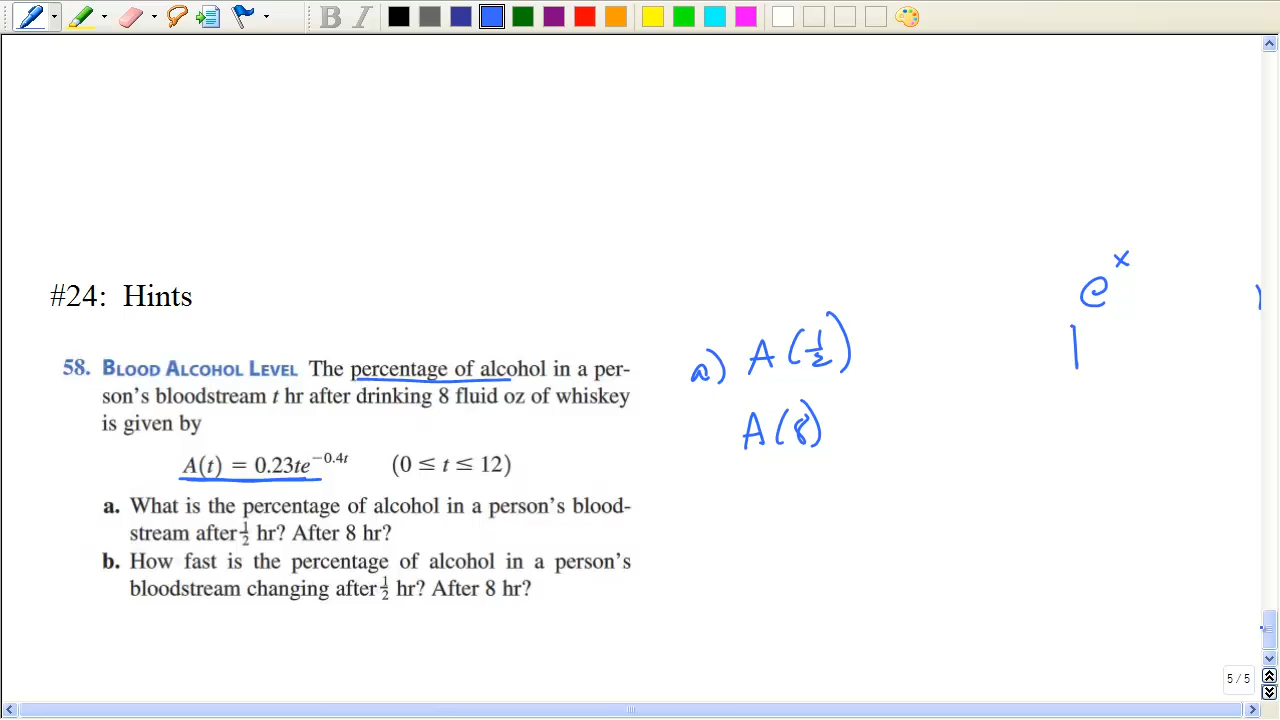 B I
#24: Hints
58. BLOOD ALCOHOL LEVEL The percentage of alcohol in a per-
son's bloodstream t hr after drinking 8 fluid oz of whiskey
is given by
A(t) = 0.23te^{-0.4t} (0 ≤ t ≤ 12)
a. What is the percentage of alcohol in a person's blood-
stream after 1/2 hr? After 8 hr?
b. How fast is the percentage of alcohol in a person's
bloodstream changing after 1/2 hr? After 8 hr?
a) A(1/2)
A(8)
e^x
5 / 5